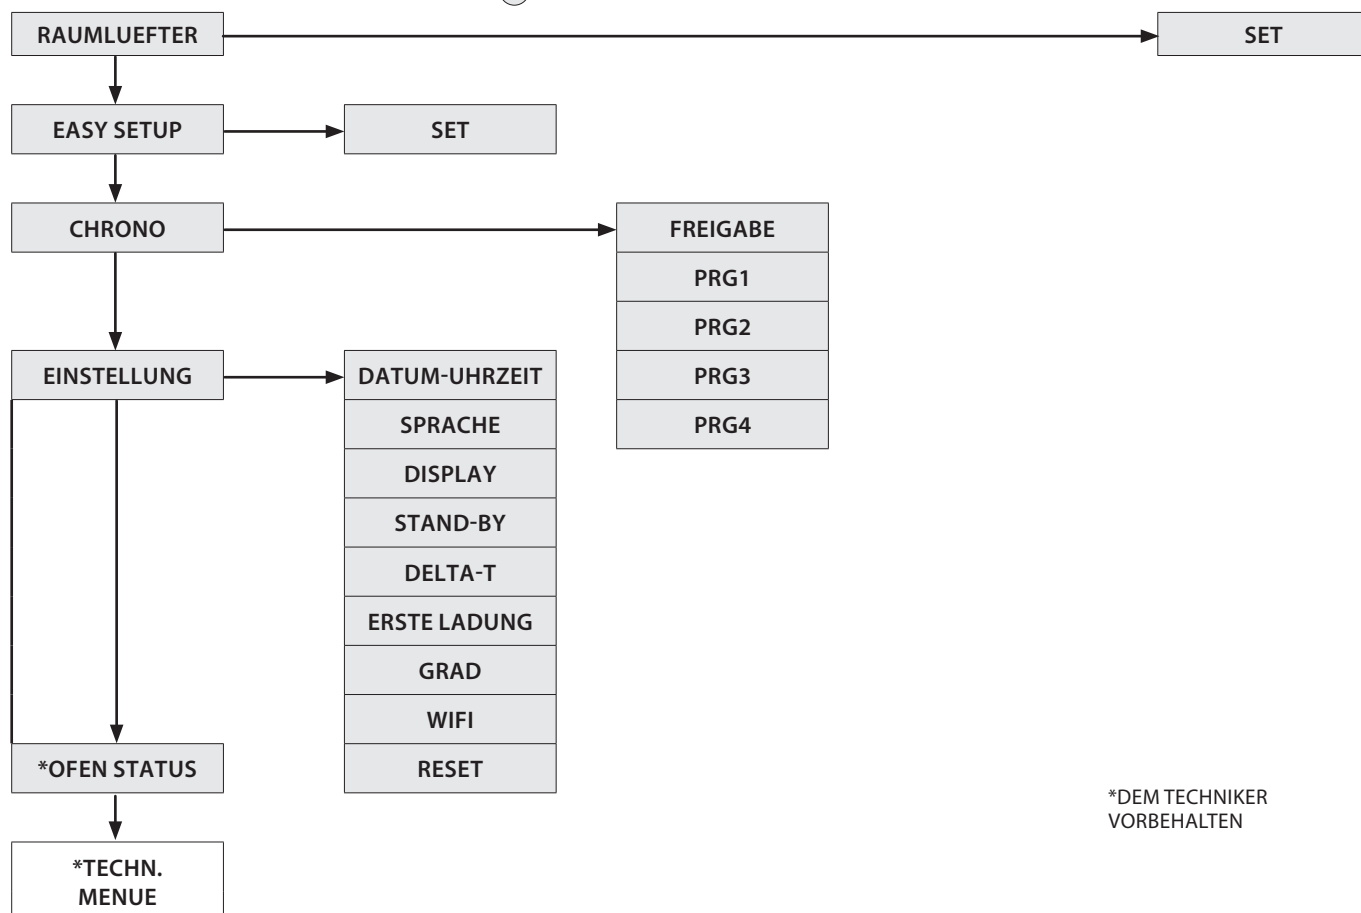 RAUMLUEFTER
SET
EASY SETUP
SET
CHRONO
FREIGABE
PRG1
PRG2
PRG3
PRG4
EINSTELLUNG
DATUM-UHRZEIT
SPRACHE
DISPLAY
STAND-BY
DELTA-T
ERSTE LADUNG
GRAD
WIFI
RESET
*OFEN STATUS
*TECHN.
MENUE
*DEM TECHNIKER
VORBEHALTEN